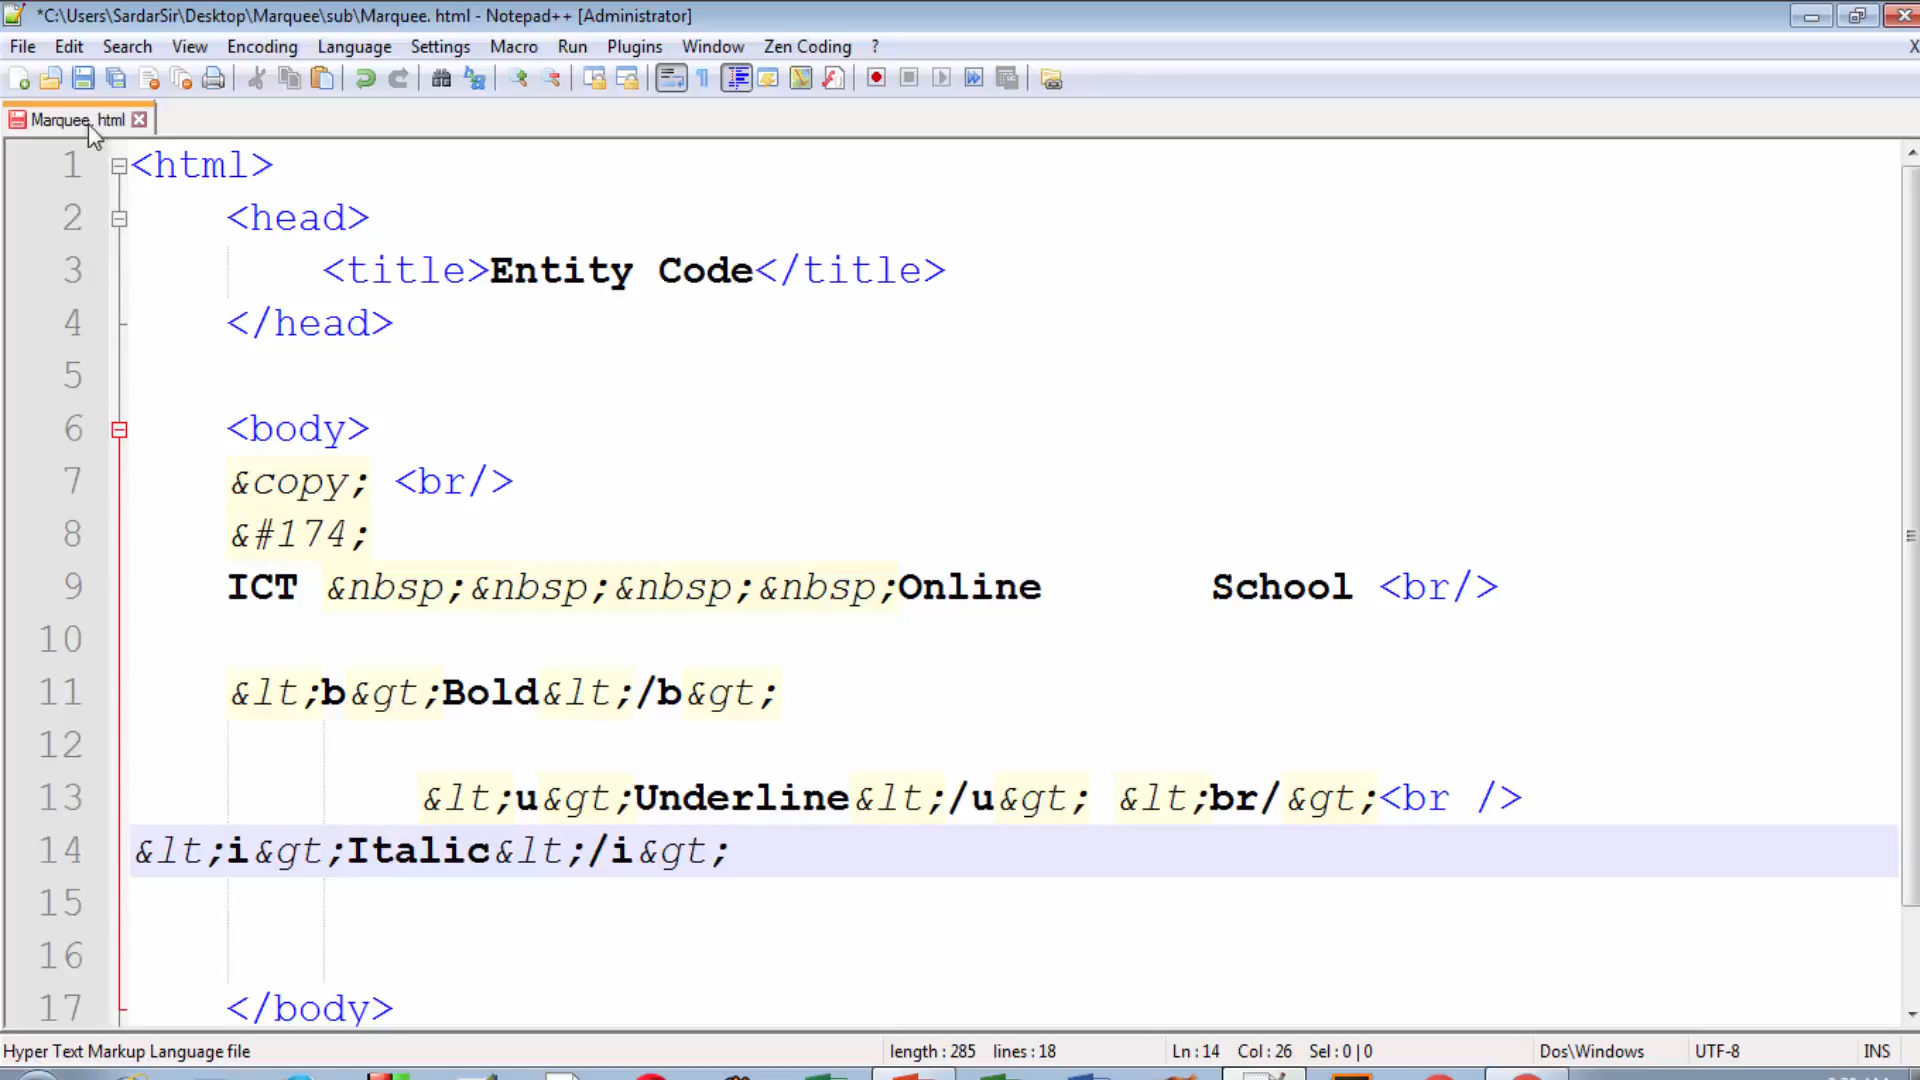 *C:\Users\SardarSir\Desktop\Marquee\sub\Marquee. html - Notepad++ [Administrator]
File Edit Search View Encoding Language Settings Macro Run Plugins Window Zen Coding ? X
Marquee. html
1 <html>
2 <head>
3 <title>Entity Code</title>
4 </head>
5
6 <body>
7 &copy; <br/>
8 &#174;
9 ICT &nbsp;&nbsp;&nbsp;&nbsp;Online School <br/>
10
11 &lt;b&gt;Bold&lt;/b&gt;
12
13 &lt;u&gt;Underline&lt;/u&gt; &lt;br/&gt;<br />
14 &lt;i&gt;Italic&lt;/i&gt;
15
16
17 </body>
Hyper Text Markup Language file length : 285 lines : 18 Ln : 14 Col : 26 Sel : 0 | 0 Dos\Windows UTF-8 INS